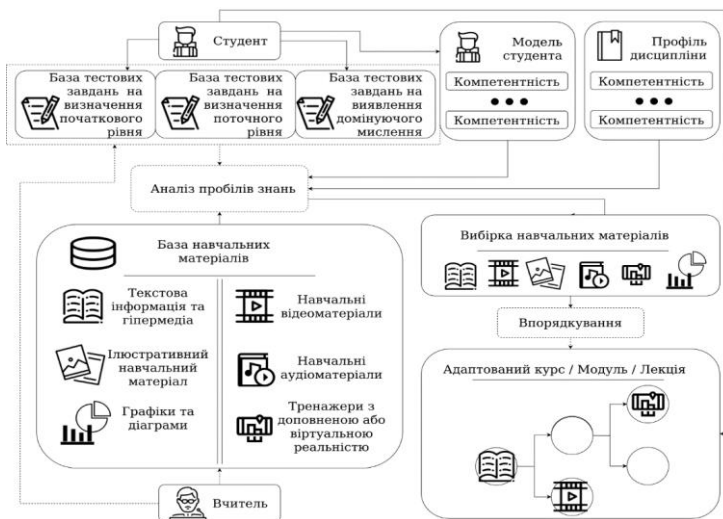 Студент
База тестових
завдань на
визначення
початкового
рівня
База тестових
завдань на
визначення
поточного
рівня
База тестових
завдань на
виявлення
домінуючого
мислення
Модель
студента
Компетентність
Компетентність
Профіль
дисципліни
Компетентність
Компетентність
Аналіз пробілів знань
База навчальних
матеріалів
Текстова
інформація та
гіпермедіа
Ілюстративний
навчальний
матеріал
Графіки та
діаграми
Навчальні
відеоматеріали
Навчальні
аудіоматеріали
Тренажери з
доповненою або
віртуальною
реальністю
Вчитель
Вибірка навчальних матеріалів
Впорядкування
Адаптований курс / Модуль / Лекція